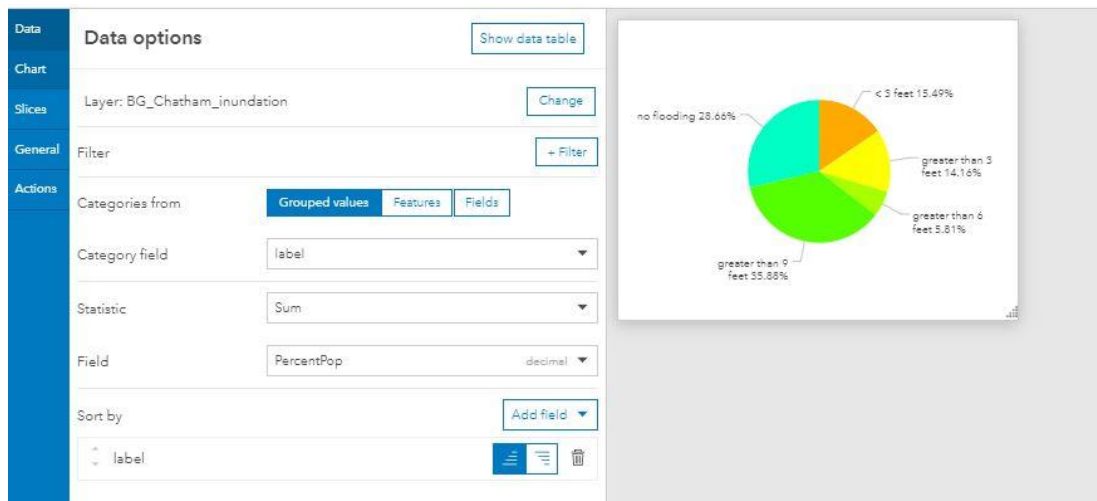 Data
Chart
Slices
General
Actions
Data options
Show data table
Layer: BG_Chatham_inundation
Change
Filter
+ Filter
Categories from
Grouped values
Features
Fields
Category field
label
Statistic
Sum
Field
PercentPop
decimal
Sort by
Add field
label
< 3 feet 15.49%
no flooding 28.66%
greater than 3
feet 14.16%
greater than 6
feet 5.81%
greater than 9
feet 35.88%